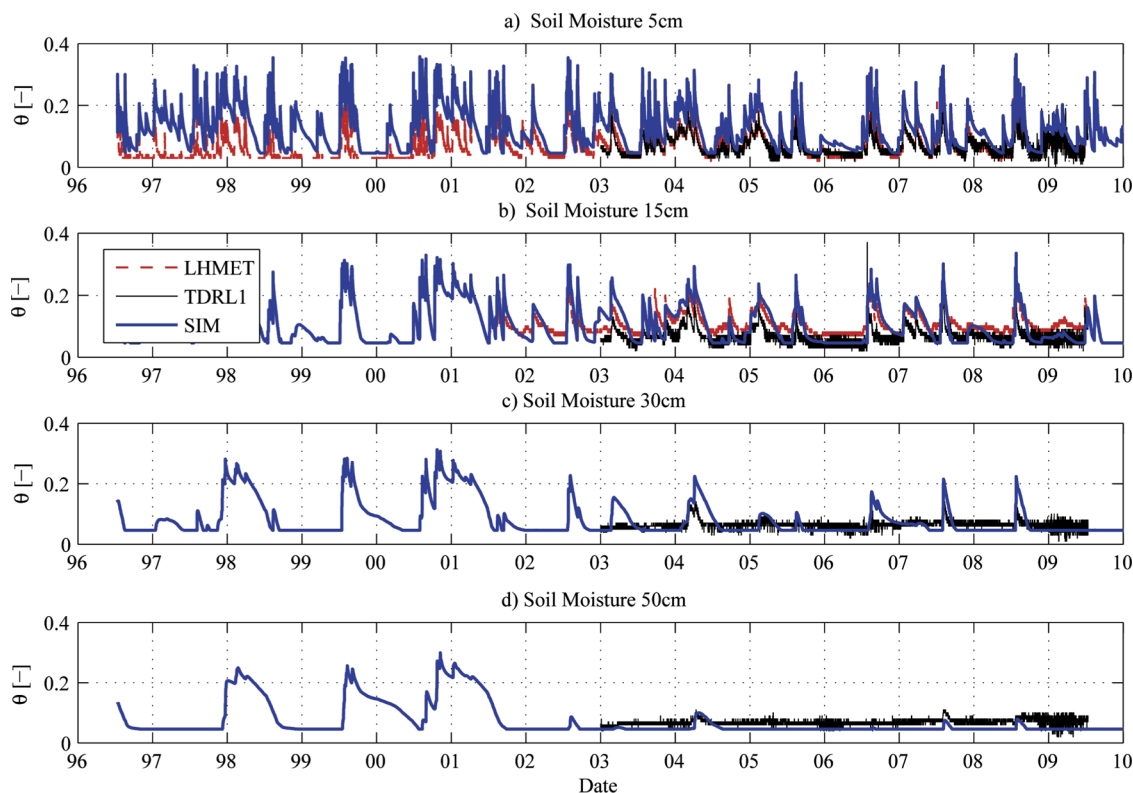 a) Soil Moisture 5cm
0.4
0.2
0
θ [–]
96 97 98 99 00 01 02 03 04 05 06 07 08 09 10
b) Soil Moisture 15cm
0.4
0.2
0
θ [–]
LHMET
TDRL1
SIM
96 97 98 99 00 01 02 03 04 05 06 07 08 09 10
c) Soil Moisture 30cm
0.4
0.2
0
θ [–]
96 97 98 99 00 01 02 03 04 05 06 07 08 09 10
d) Soil Moisture 50cm
0.4
0.2
0
θ [–]
96 97 98 99 00 01 02 03 04 05 06 07 08 09 10
Date